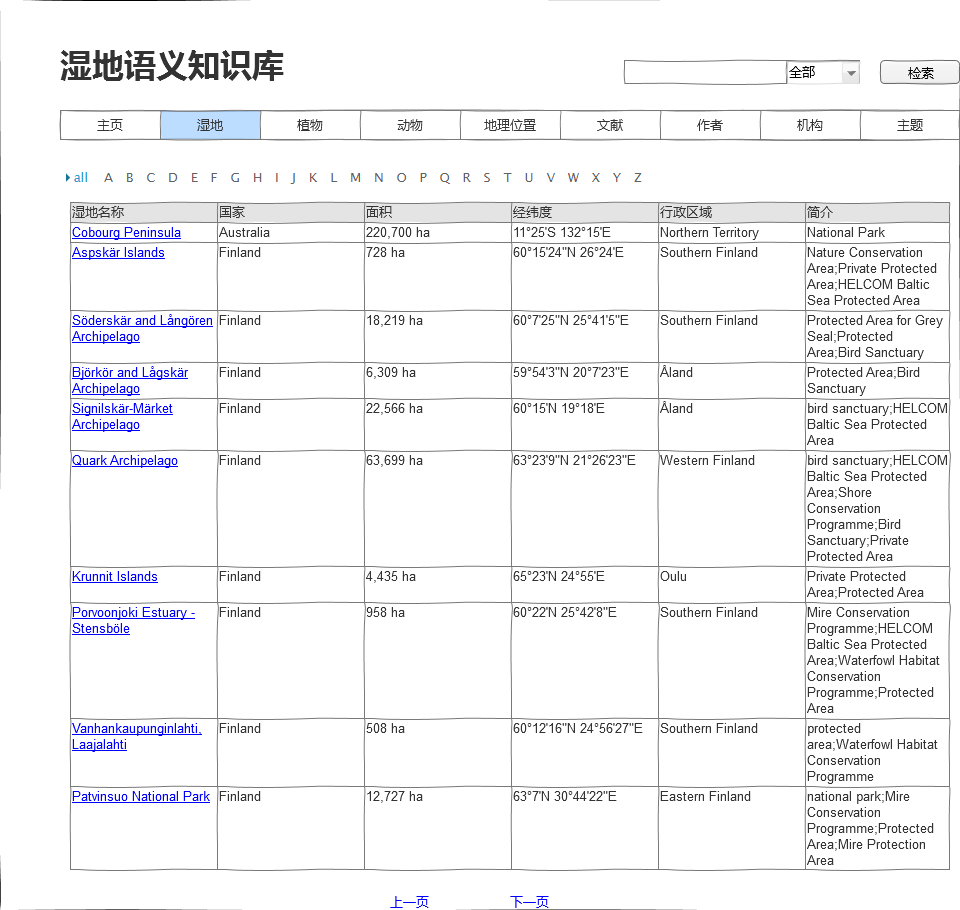 湿地语义知识库
全部 检索
主页 湿地 植物 动物 地理位置 文献 作者 机构 主题
all A B C D E F G H I J K L M N O P Q R S T U V W X Y Z
湿地名称 国家 面积 经纬度 行政区域 简介
Cobourg Peninsula Australia 220,700 ha 11°25'S 132°15'E Northern Territory National Park
Aspskär Islands Finland 728 ha 60°15'24"N 26°24'E Southern Finland Nature Conservation
Area;Private Protected
Area;HELCOM Baltic
Sea Protected Area
Söderskär and Långören Finland 18,219 ha 60°7'25"N 25°41'5"E Southern Finland Protected Area for Grey
Archipelago Seal;Protected
Area;Bird Sanctuary
Björkör and Lågskär Finland 6,309 ha 59°54'3"N 20°7'23"E Åland Protected Area;Bird
Archipelago Sanctuary
Signilskär-Märket Finland 22,566 ha 60°15'N 19°18'E Åland bird sanctuary;HELCOM
Archipelago Baltic Sea Protected
Area
Quark Archipelago Finland 63,699 ha 63°23'9"N 21°26'23"E Western Finland bird sanctuary;HELCOM
Baltic Sea Protected
Area;Shore
Conservation
Programme;Bird
Sanctuary;Private
Protected Area
Krunnit Islands Finland 4,435 ha 65°23'N 24°55'E Oulu Private Protected
Area;Protected Area
Porvoonjoki Estuary - Finland 958 ha 60°22'N 25°42'8"E Southern Finland Mire Conservation
Stensböle Programme;HELCOM
Baltic Sea Protected
Area;Waterfowl Habitat
Conservation
Programme;Protected
Area
Vanhankaupunginlahti, Finland 508 ha 60°12'16"N 24°56'27"E Southern Finland protected
Laajalahti area;Waterfowl Habitat
Conservation
Programme
Patvinsuo National Park Finland 12,727 ha 63°7'N 30°44'22"E Eastern Finland national park;Mire
Conservation
Programme;Protected
Area;Mire Protection
Area
上一页 下一页